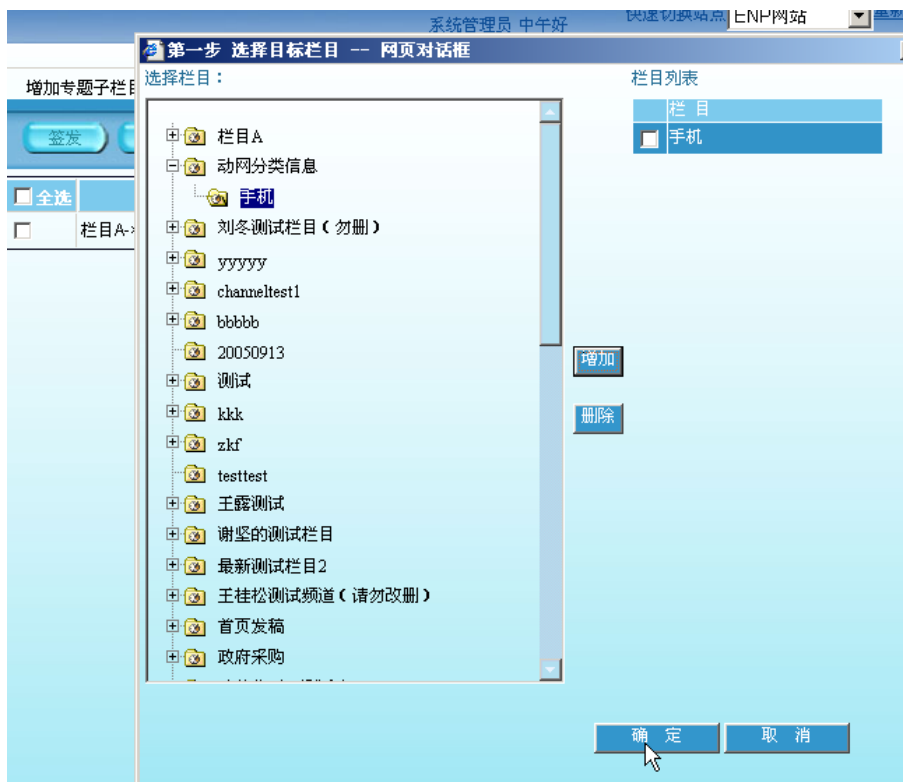 系统管理员 中午好
快速切换站点 ENP网站
第一步 选择目标栏目 -- 网页对话框
增加专题子栏目
选择栏目：
栏目列表
栏 目
手机
签发
全选
栏目A-
栏目A
动网分类信息
手机
刘冬测试栏目（勿删）
yyyyy
channeltest1
bbbbb
20050913
测试
kkk
zkf
testtest
王露测试
谢坚的测试栏目
最新测试栏目2
王桂松测试频道（请勿改删）
首页发稿
政府采购
增加
删除
确 定
取 消